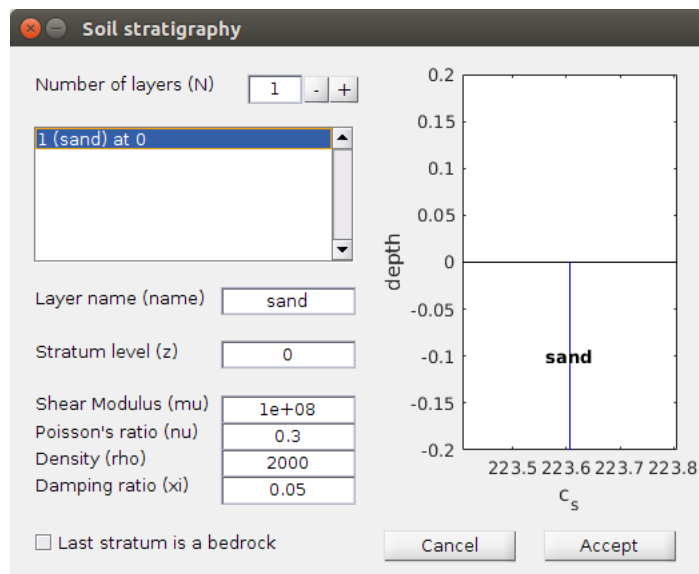 Soil stratigraphy
Number of layers (N)
1
-
+
1 (sand) at 0
Layer name (name)
sand
Stratum level (z)
0
Shear Modulus (mu)
1e+08
Poisson's ratio (nu)
0.3
Density (rho)
2000
Damping ratio (xi)
0.05
Last stratum is a bedrock
0.2
0.15
0.1
0.05
0
-0.05
-0.1
-0.15
-0.2
depth
sand
223.5 223.6 223.7 223.8
c_s
Cancel
Accept